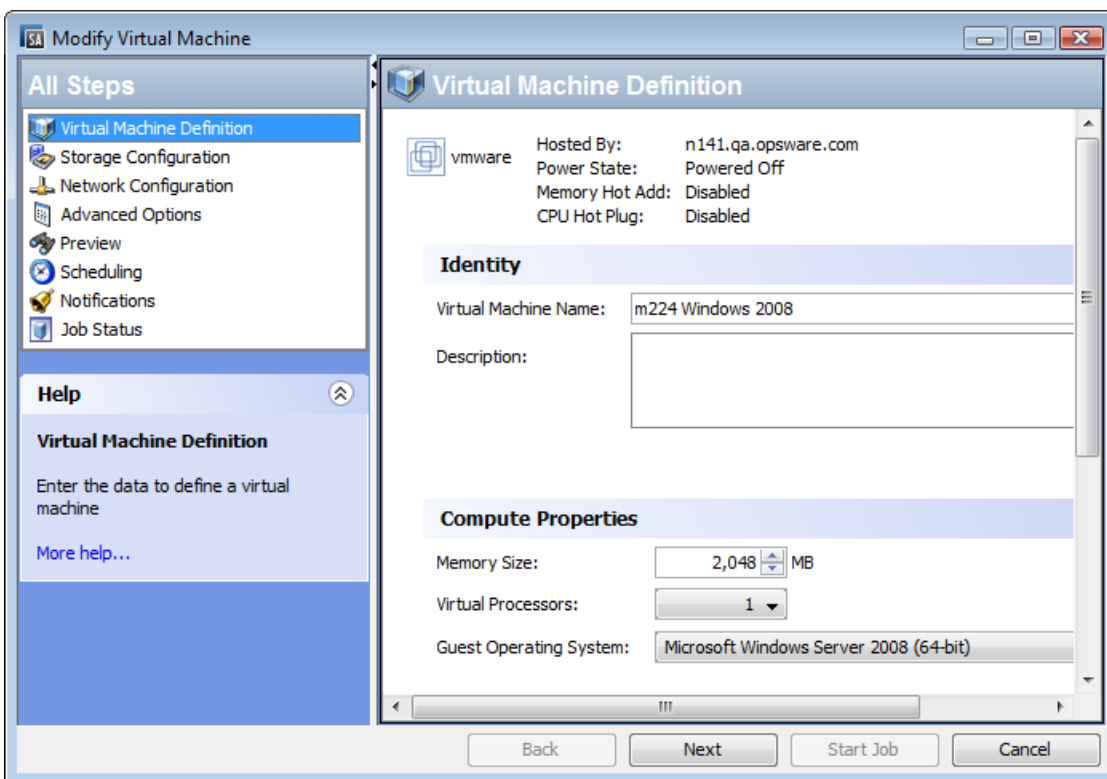 SA Modify Virtual Machine
All Steps
Virtual Machine Definition
Storage Configuration
Network Configuration
Advanced Options
Preview
Scheduling
Notifications
Job Status
Help
Virtual Machine Definition
Enter the data to define a virtual
machine
More help...
Virtual Machine Definition
vmware
Hosted By: n141.qa.opsware.com
Power State: Powered Off
Memory Hot Add: Disabled
CPU Hot Plug: Disabled
Identity
Virtual Machine Name: m224 Windows 2008
Description:
Compute Properties
Memory Size: 2,048 MB
Virtual Processors: 1
Guest Operating System: Microsoft Windows Server 2008 (64-bit)
Back Next Start Job Cancel